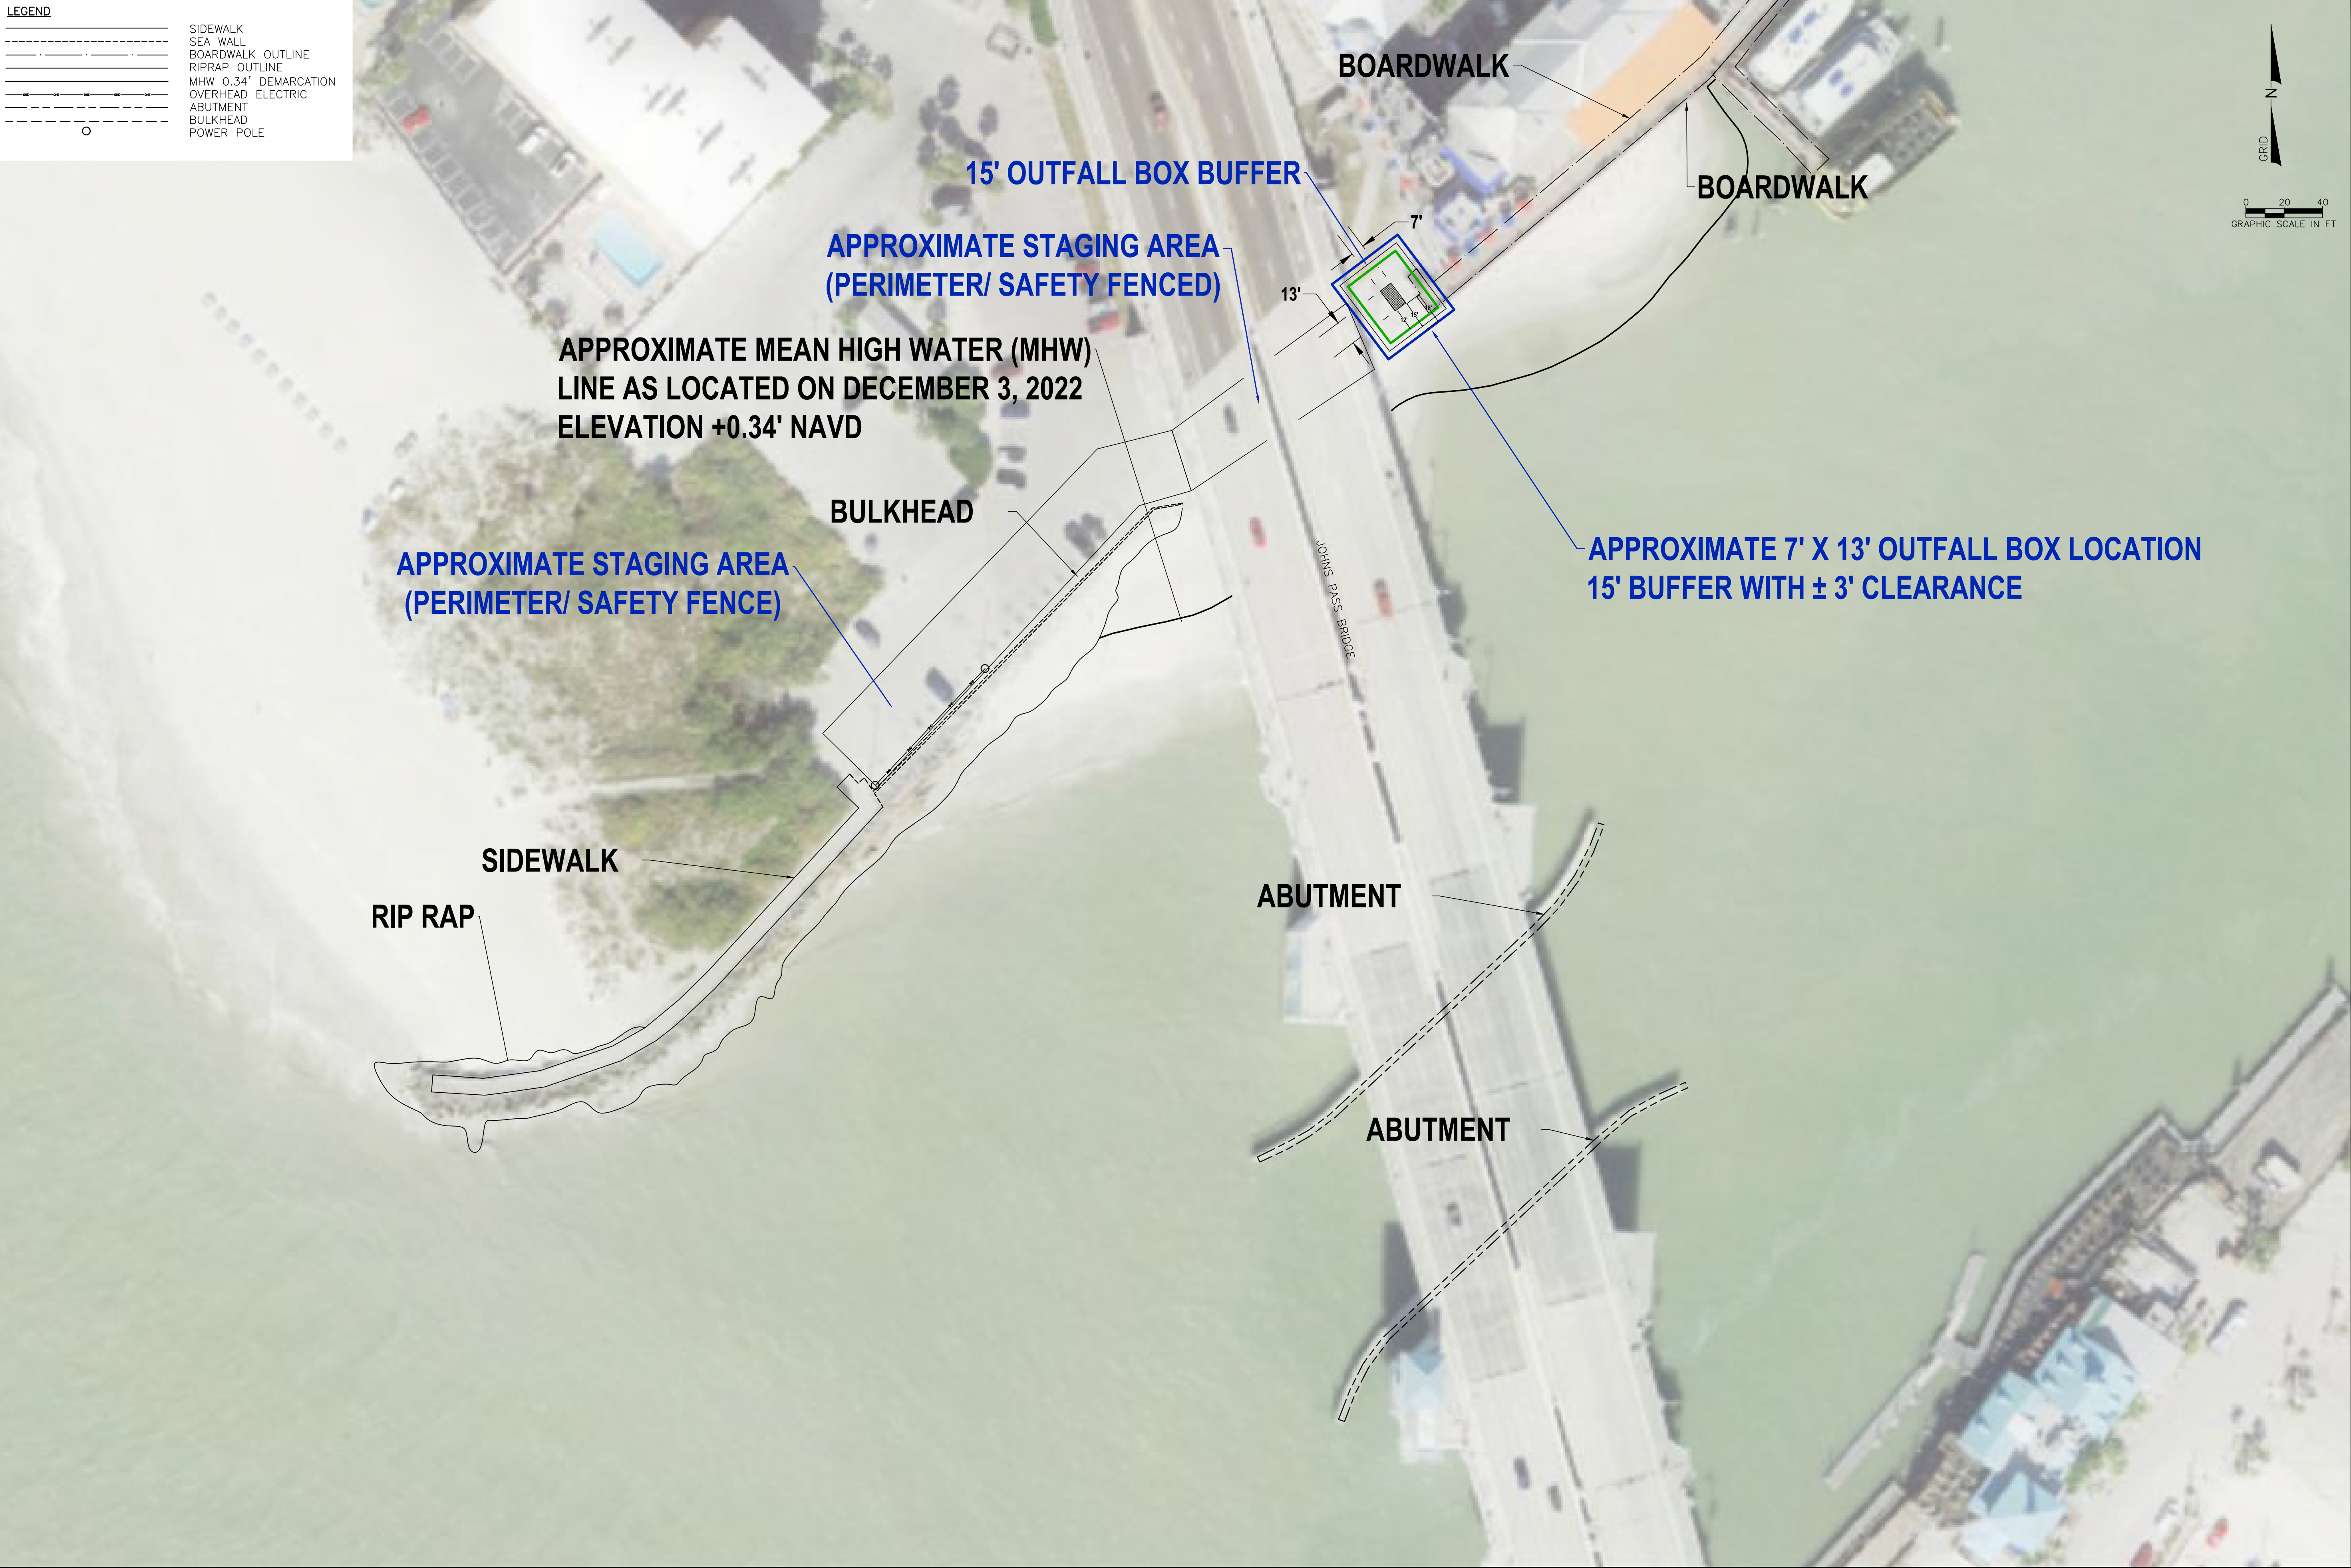 LEGEND
SIDEWALK
SEA WALL
BOARDWALK OUTLINE
RIPRAP OUTLINE
MHW 0.34' DEMARCATION
OVERHEAD ELECTRIC
ABUTMENT
BULKHEAD
POWER POLE
BOARDWALK
N
GRID
0 20 40
GRAPHIC SCALE IN FT
15' OUTFALL BOX BUFFER
BOARDWALK
7'
APPROXIMATE STAGING AREA
(PERIMETER/ SAFETY FENCED)
13'
12'
15'
18'
APPROXIMATE MEAN HIGH WATER (MHW)
LINE AS LOCATED ON DECEMBER 3, 2022
ELEVATION +0.34' NAVD
BULKHEAD
APPROXIMATE STAGING AREA
(PERIMETER/ SAFETY FENCE)
JOHNS PASS BRIDGE
APPROXIMATE 7' X 13' OUTFALL BOX LOCATION
15' BUFFER WITH ± 3' CLEARANCE
SIDEWALK
RIP RAP
ABUTMENT
ABUTMENT